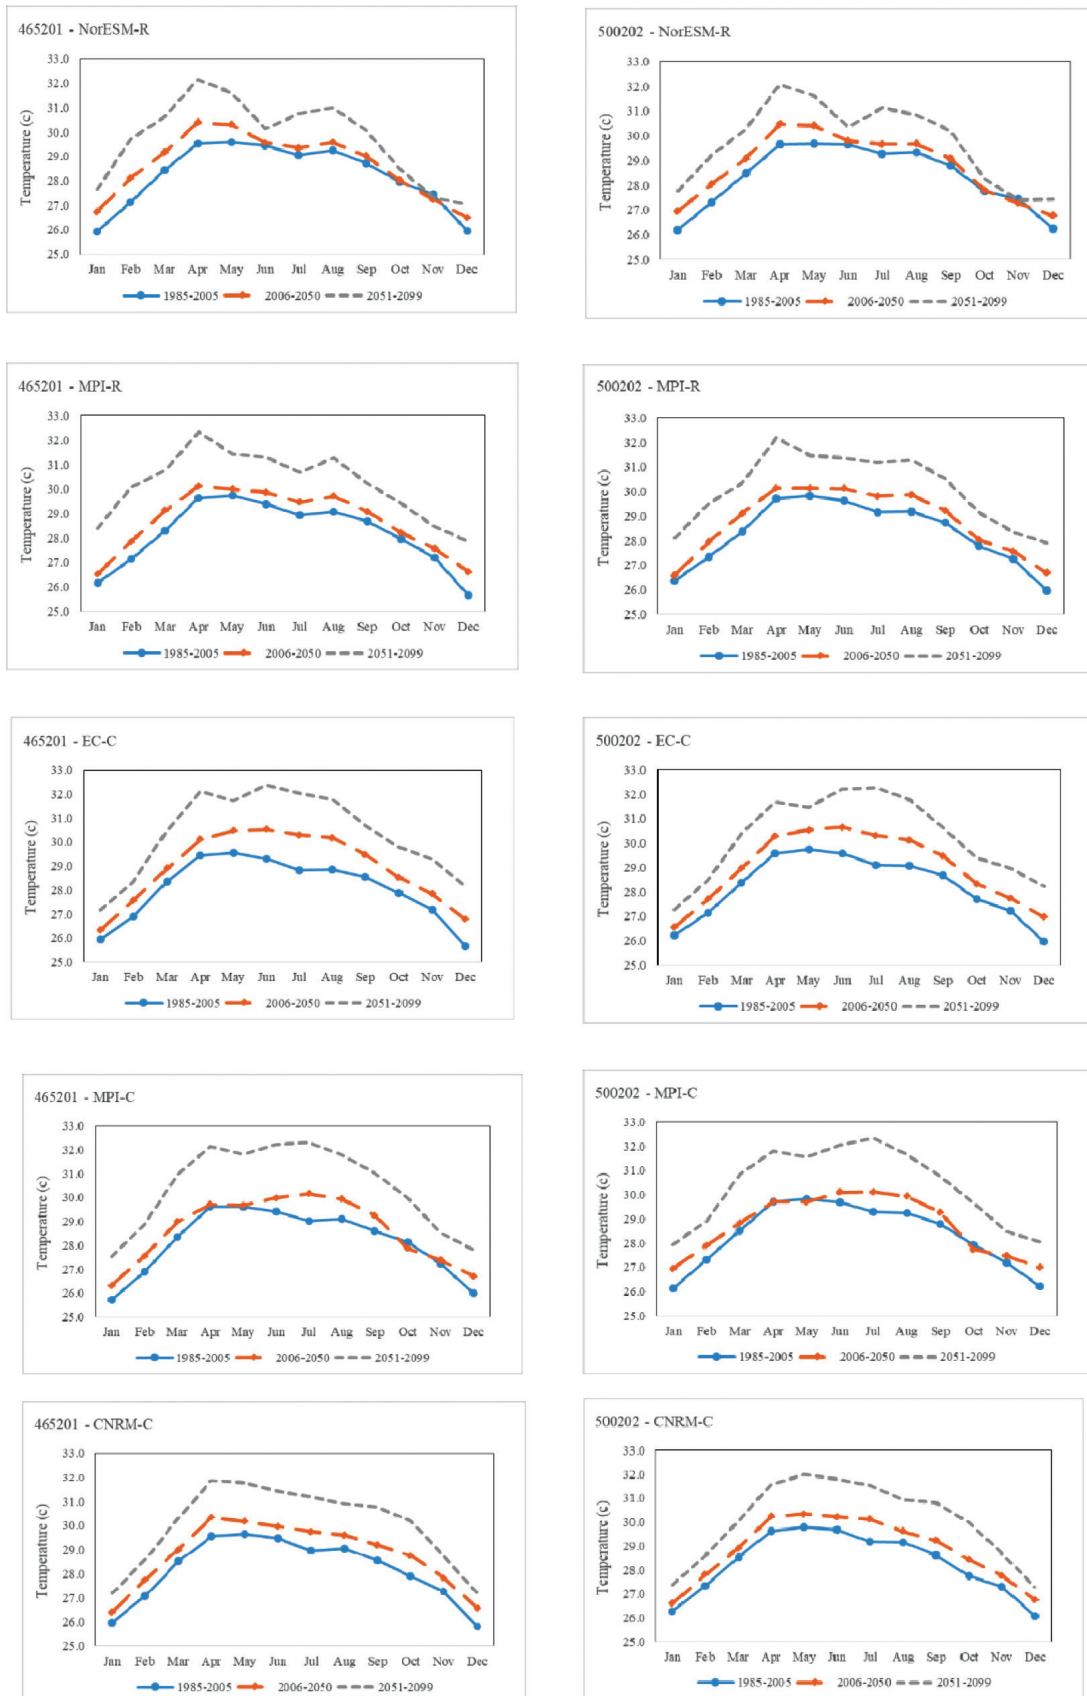 465201 - NorESM-R
Temperature (c)
33.0
32.0
31.0
30.0
29.0
28.0
27.0
26.0
25.0
Jan Feb Mar Apr May Jun Jul Aug Sep Oct Nov Dec
1985-2005 2006-2050 2051-2099
500202 - NorESM-R
Temperature (c)
33.0
32.0
31.0
30.0
29.0
28.0
27.0
26.0
25.0
Jan Feb Mar Apr May Jun Jul Aug Sep Oct Nov Dec
1985-2005 2006-2050 2051-2099
465201 - MPI-R
Temperature (c)
33.0
32.0
31.0
30.0
29.0
28.0
27.0
26.0
25.0
Jan Feb Mar Apr May Jun Jul Aug Sep Oct Nov Dec
1985-2005 2006-2050 2051-2099
500202 - MPI-R
Temperature (c)
33.0
32.0
31.0
30.0
29.0
28.0
27.0
26.0
25.0
Jan Feb Mar Apr May Jun Jul Aug Sep Oct Nov Dec
1985-2005 2006-2050 2051-2099
465201 - EC-C
Temperature (c)
33.0
32.0
31.0
30.0
29.0
28.0
27.0
26.0
25.0
Jan Feb Mar Apr May Jun Jul Aug Sep Oct Nov Dec
1985-2005 2006-2050 2051-2099
500202 - EC-C
Temperature (c)
33.0
32.0
31.0
30.0
29.0
28.0
27.0
26.0
25.0
Jan Feb Mar Apr May Jun Jul Aug Sep Oct Nov Dec
1985-2005 2006-2050 2051-2099
465201 - MPI-C
Temperature (c)
33.0
32.0
31.0
30.0
29.0
28.0
27.0
26.0
25.0
Jan Feb Mar Apr May Jun Jul Aug Sep Oct Nov Dec
1985-2005 2006-2050 2051-2099
500202 - MPI-C
Temperature (c)
33.0
32.0
31.0
30.0
29.0
28.0
27.0
26.0
25.0
Jan Feb Mar Apr May Jun Jul Aug Sep Oct Nov Dec
1985-2005 2006-2050 2051-2099
465201 - CNRM-C
Temperature (c)
33.0
32.0
31.0
30.0
29.0
28.0
27.0
26.0
25.0
Jan Feb Mar Apr May Jun Jul Aug Sep Oct Nov Dec
1985-2005 2006-2050 2051-2099
500202 - CNRM-C
Temperature (c)
33.0
32.0
31.0
30.0
29.0
28.0
27.0
26.0
25.0
Jan Feb Mar Apr May Jun Jul Aug Sep Oct Nov Dec
1985-2005 2006-2050 2051-2099